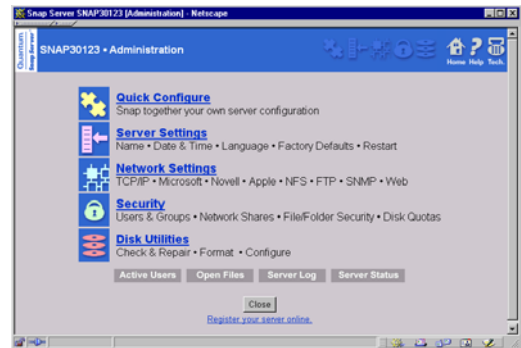 Snap Server SNAP30123 [Administration] - Netscape
Quantum
Snap Server
SNAP30123 • Administration
Home Help Tech.
Quick Configure
Snap together your own server configuration
Server Settings
Name • Date & Time • Language • Factory Defaults • Restart
Network Settings
TCP/IP • Microsoft • Novell • Apple • NFS • FTP • SNMP • Web
Security
Users & Groups • Network Shares • File/Folder Security • Disk Quotas
Disk Utilities
Check & Repair • Format • Configure
Active Users Open Files Server Log Server Status
Close
Register your server online.